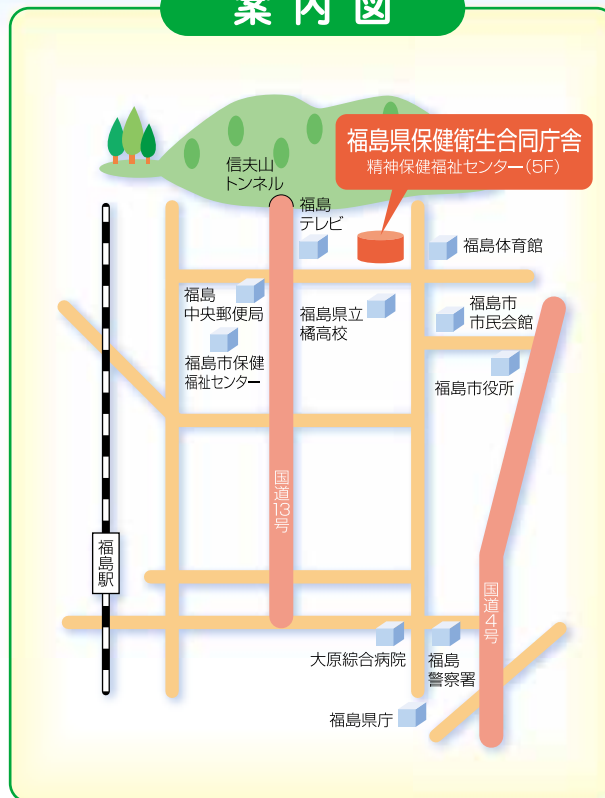 案内図
福島県保健衛生合同庁舎
精神保健福祉センター(5F)
信夫山
トンネル
福島
テレビ
福島体育館
福島
中央郵便局
福島県立
橘高校
福島市
市民会館
福島市保健
福祉センター
福島市役所
国道13号
福島駅
国道4号
大原綜合病院
福島
警察署
福島県庁